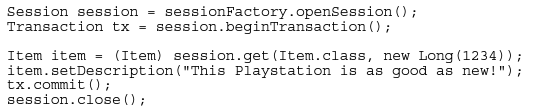 Session session = sessionFactory.openSession();
Transaction tx = session.beginTransaction();
Item item = (Item) session.get(Item.class, new Long(1234));
item.setDescription("This Playstation is as good as new!");
tx.commit();
session.close();